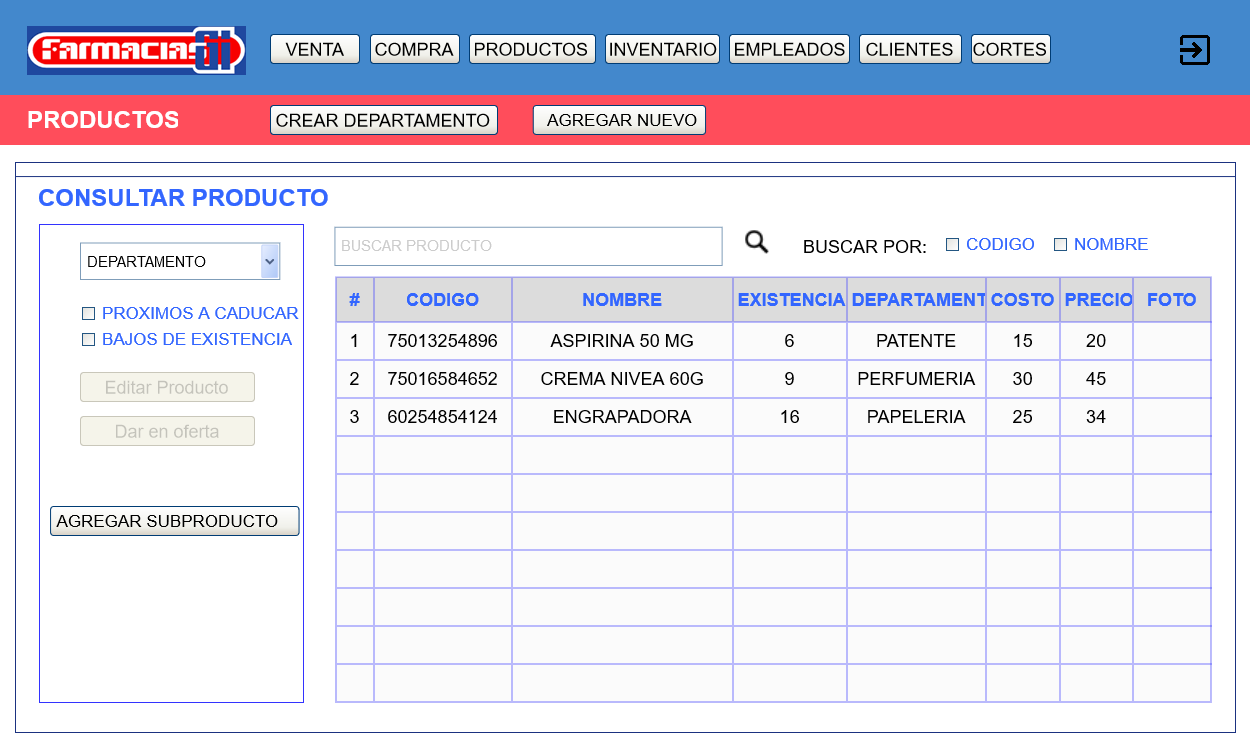 Farmacias GI
VENTA COMPRA PRODUCTOS INVENTARIO EMPLEADOS CLIENTES CORTES
PRODUCTOS CREAR DEPARTAMENTO AGREGAR NUEVO
CONSULTAR PRODUCTO
DEPARTAMENTO
PROXIMOS A CADUCAR
BAJOS DE EXISTENCIA
Editar Producto
Dar en oferta
AGREGAR SUBPRODUCTO
BUSCAR PRODUCTO BUSCAR POR: CODIGO NOMBRE
# CODIGO NOMBRE EXISTENCIA DEPARTAMENT COSTO PRECIO FOTO
1 75013254896 ASPIRINA 50 MG 6 PATENTE 15 20
2 75016584652 CREMA NIVEA 60G 9 PERFUMERIA 30 45
3 60254854124 ENGRAPADORA 16 PAPELERIA 25 34